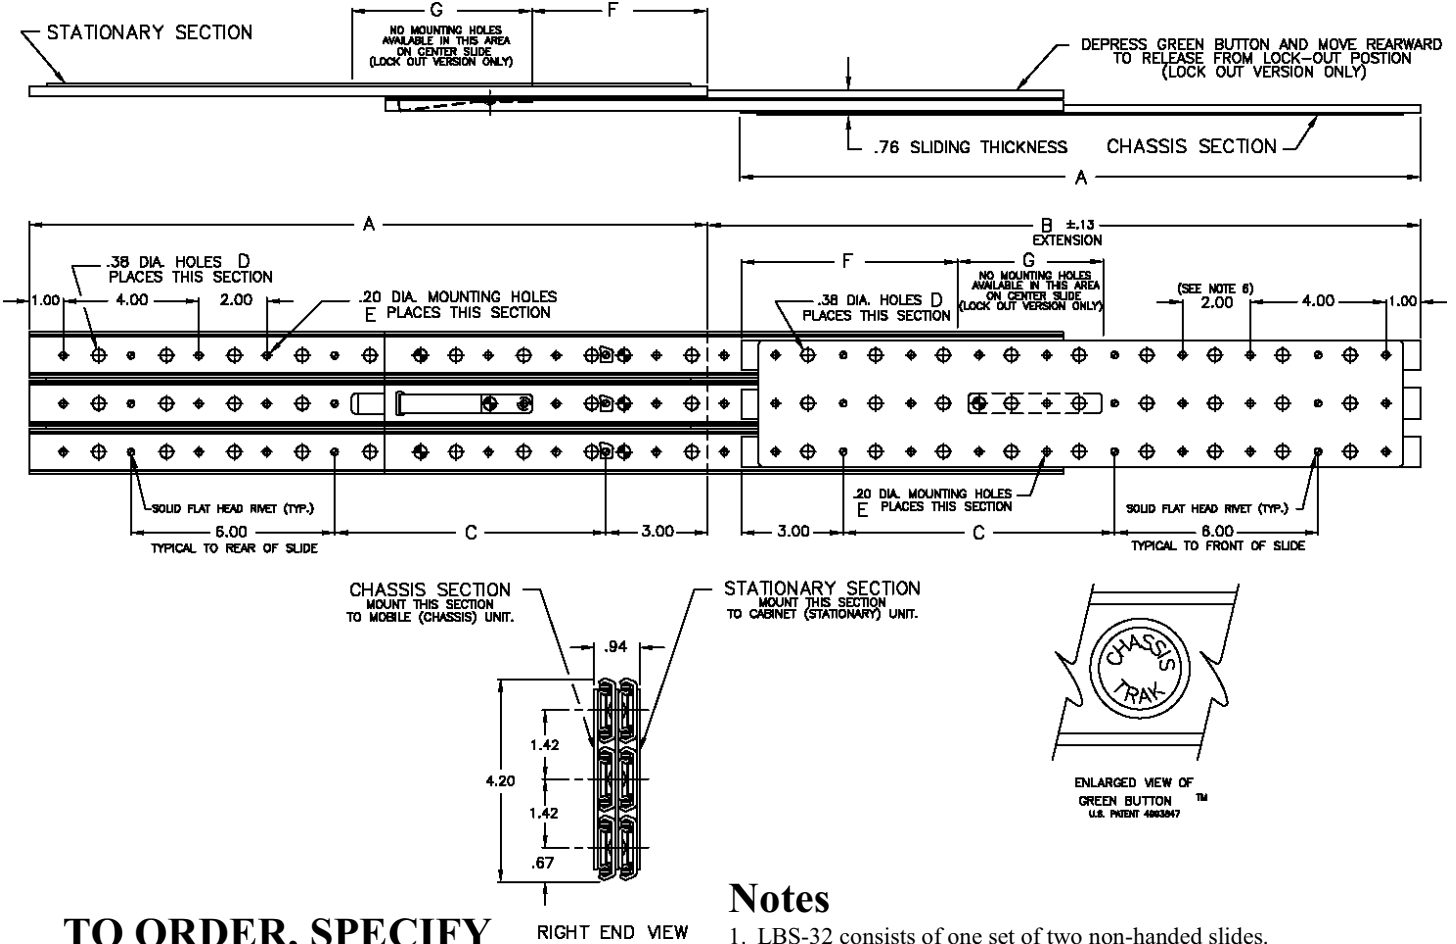 G
F
STATIONARY SECTION
NO MOUNTING HOLES
AVAILABLE IN THIS AREA
ON CENTER SLIDE
(LOCK OUT VERSION ONLY)
DEPRESS GREEN BUTTON AND MOVE REARWARD
TO RELEASE FROM LOCK-OUT POSTION
(LOCK OUT VERSION ONLY)
.76 SLIDING THICKNESS
CHASSIS SECTION
A
A
B ±.13
EXTENSION
.38 DIA. HOLES D
PLACES THIS SECTION
F
G
NO MOUNTING HOLES
AVAILABLE IN THIS AREA
ON CENTER SLIDE
(LOCK OUT VERSION ONLY)
1.00
4.00
2.00
.20 DIA. MOUNTING HOLES
E PLACES THIS SECTION
.38 DIA. HOLES D
PLACES THIS SECTION
(SEE NOTE 6)
2.00
4.00
1.00
SOLID FLAT HEAD RIVET (TYP.)
.20 DIA. MOUNTING HOLES
E PLACES THIS SECTION
SOLID FLAT HEAD RIVET (TYP.)
6.00
TYPICAL TO REAR OF SLIDE
C
3.00
3.00
C
6.00
TYPICAL TO FRONT OF SLIDE
CHASSIS SECTION
MOUNT THIS SECTION
TO MOBILE (CHASSIS) UNIT.
STATIONARY SECTION
MOUNT THIS SECTION
TO CABINET (STATIONARY) UNIT.
.94
1.42
4.20
1.42
.67
RIGHT END VIEW
CHASSIS
TRAK
ENLARGED VIEW OF
GREEN BUTTON ™
U.S. PATENT
TO ORDER, SPECIFY
Notes
1. LBS-32 consists of one set of two non-handed slides.